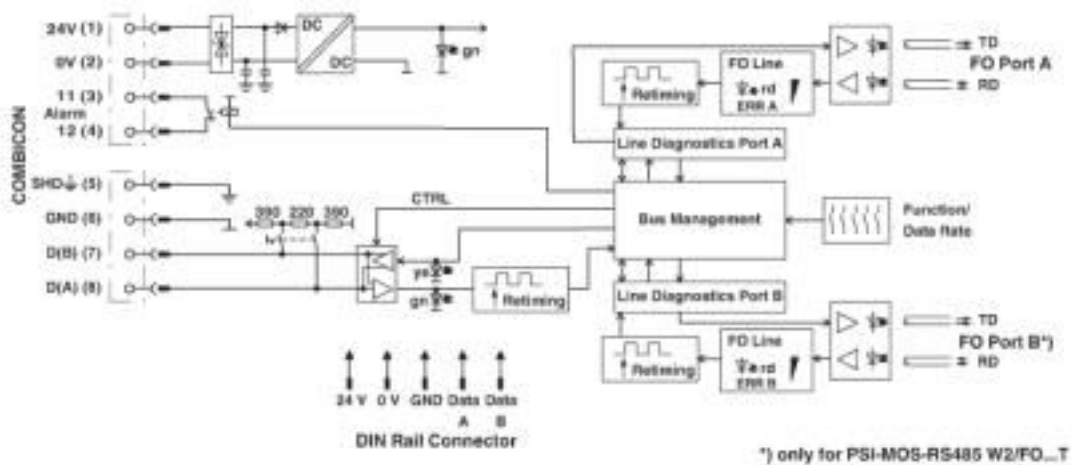 COMBICON
24V (1)
0V (2)
11 (3)
Alarm
12 (4)
SHD (5)
GND (6)
D(B) (7)
D(A) (8)
DC
DC
gn
390 220 390
CTRL
ye
gn
Retiming
24 V 0 V GND Data A Data B
DIN Rail Connector
Retiming
FO Line
rd
ERR A
TD
FO Port A
RD
Line Diagnostics Port A
Bus Management
Function/
Data Rate
Line Diagnostics Port B
Retiming
FO Line
rd
ERR B
TD
FO Port B*)
RD
*) only for PSI-MOS-RS485 W2/FO...T